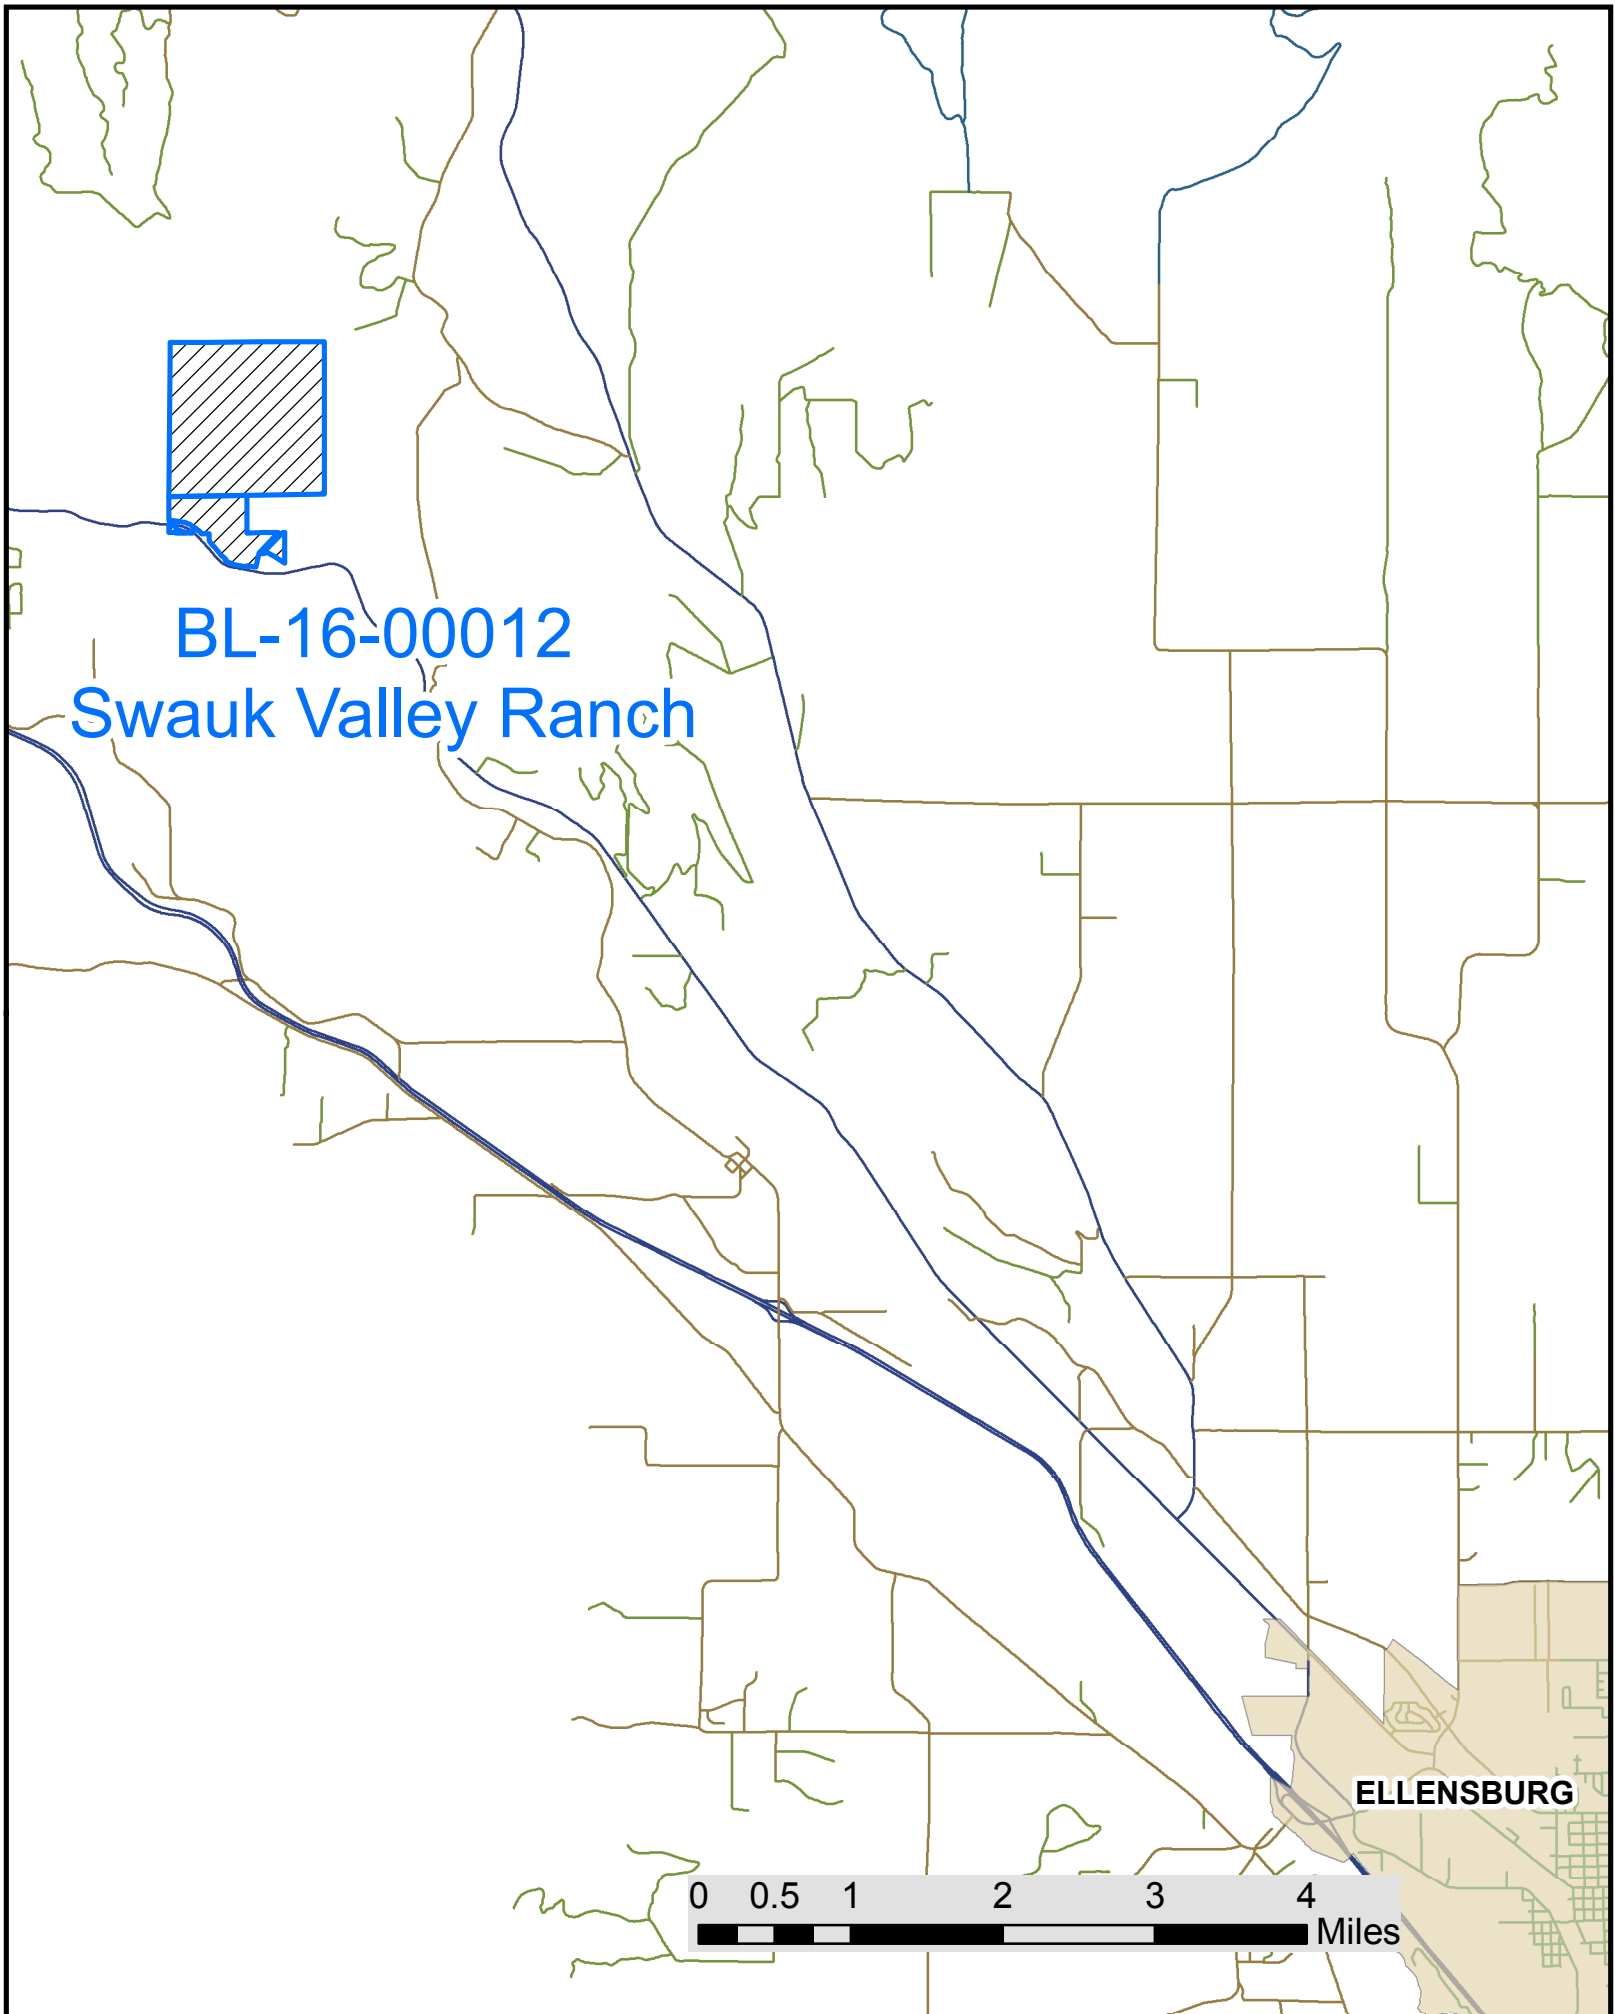 BL-16-00012
Swauk Valley Ranch
ELLENSBURG
0 0.5 1 2 3 4
Miles